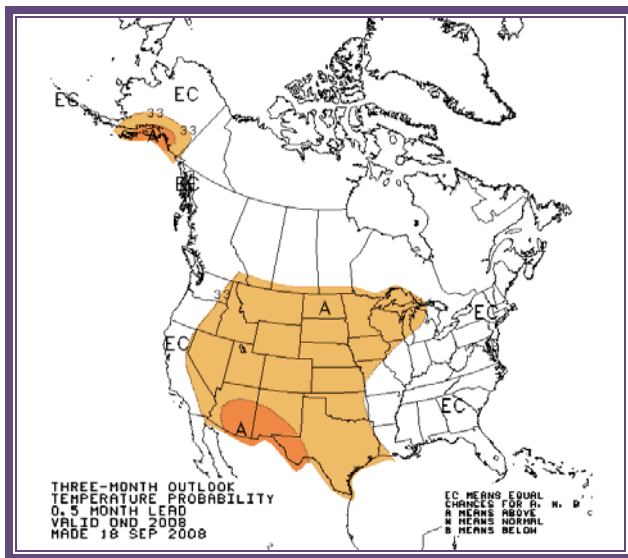 EC
EC
33
33
A
EC
33
A
EC
EC
EC
A
THREE-MONTH OUTLOOK
TEMPERATURE PROBABILITY
0.5 MONTH LEAD
VALID OND 2008
MADE 18 SEP 2008
EC MEANS EQUAL
CHANCES FOR A, N, B
A MEANS ABOVE
N MEANS NORMAL
B MEANS BELOW